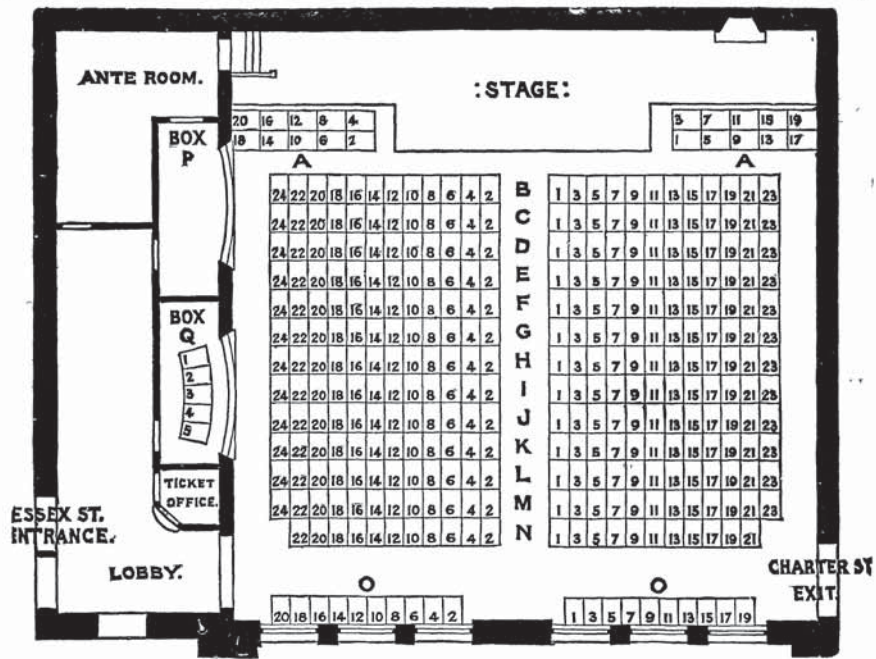 ANTE ROOM.
:STAGE:
20 16 12 8 4
18 14 10 6 2
A
3 7 11 15 19
1 5 9 13 17
A
BOX
P
24 22 20 18 16 14 12 10 8 6 4 2 B 1 3 5 7 9 11 13 15 17 19 21 23
24 22 20 18 16 14 12 10 8 6 4 2 C 1 3 5 7 9 11 13 15 17 19 21 23
24 22 20 18 16 14 12 10 8 6 4 2 D 1 3 5 7 9 11 13 15 17 19 21 23
24 22 20 18 16 14 12 10 8 6 4 2 E 1 3 5 7 9 11 13 15 17 19 21 23
24 22 20 18 16 14 12 10 8 6 4 2 F 1 3 5 7 9 11 13 15 17 19 21 23
24 22 20 18 16 14 12 10 8 6 4 2 G 1 3 5 7 9 11 13 15 17 19 21 23
24 22 20 18 16 14 12 10 8 6 4 2 H 1 3 5 7 9 11 13 15 17 19 21 23
24 22 20 18 16 14 12 10 8 6 4 2 I 1 3 5 7 9 11 13 15 17 19 21 23
24 22 20 18 16 14 12 10 8 6 4 2 J 1 3 5 7 9 11 13 15 17 19 21 23
24 22 20 18 16 14 12 10 8 6 4 2 K 1 3 5 7 9 11 13 15 17 19 21 23
24 22 20 18 16 14 12 10 8 6 4 2 L 1 3 5 7 9 11 13 15 17 19 21 23
24 22 20 18 16 14 12 10 8 6 4 2 M 1 3 5 7 9 11 13 15 17 19 21 23
22 20 18 16 14 12 10 8 6 4 2 N 1 3 5 7 9 11 13 15 17 19 21
BOX
Q
1
2
3
4
5
TICKET
OFFICE.
ESSEX ST.
ENTRANCE.
LOBBY.
CHARTER ST
EXIT.
O
20 18 16 14 12 10 8 6 4 2
O
1 3 5 7 9 11 13 15 17 19